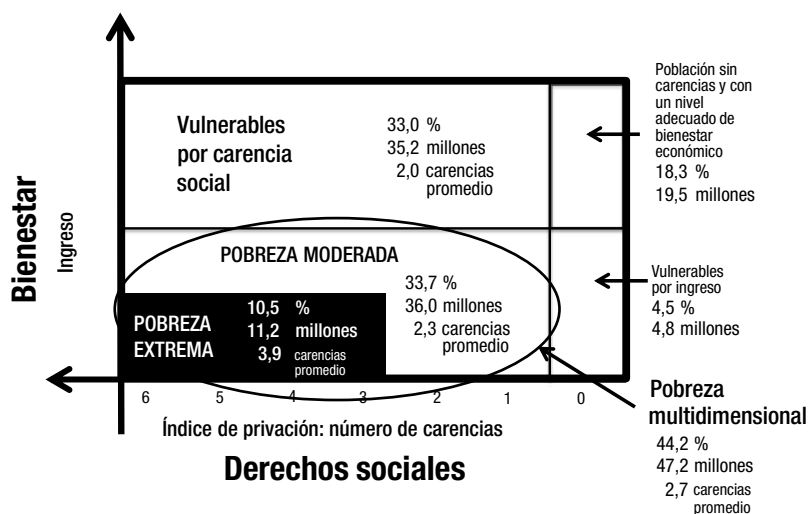 Bienestar
Ingreso
Vulnerables
por carencia
social
33,0 %
35,2 millones
2,0 carencias
promedio
Población sin
carencias y con
un nivel
adecuado de
bienestar
económico
18,3 %
19,5 millones
POBREZA MODERADA
33,7 %
36,0 millones
2,3 carencias
promedio
POBREZA
EXTREMA
10,5 %
11,2 millones
3,9 carencias
promedio
Vulnerables
por ingreso
4,5 %
4,8 millones
6 5 4 3 2 1 0
Índice de privación: número de carencias
Derechos sociales
Pobreza
multidimensional
44,2 %
47,2 millones
2,7 carencias
promedio